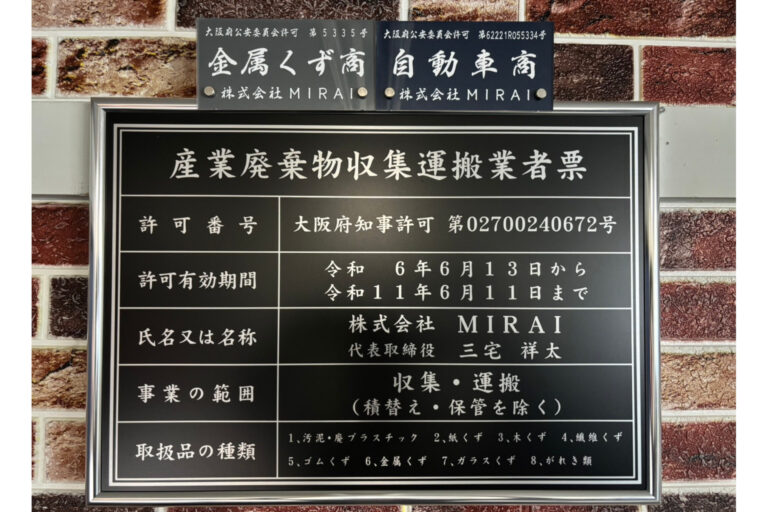 大阪府公安委員会許可 第5335号
金属くず商
株式会社MIRAI
大阪府公安委員会許可 第62221R055334号
自動車商
株式会社MIRAI
産業廃棄物収集運搬業者票
許可番号 大阪府知事許可 第02700240672号
許可有効期間 令和 6年6月13日から
令和11年6月11日まで
氏名又は名称 株式会社 MIRAI
代表取締役 三宅 祥太
事業の範囲 収集・運搬
(積替え・保管を除く)
取扱品の種類 1、汚泥・廃プラスチック 2、紙くず 3、木くず 4、繊維くず
5、ゴムくず 6、金属くず 7、ガラスくず 8、がれき類